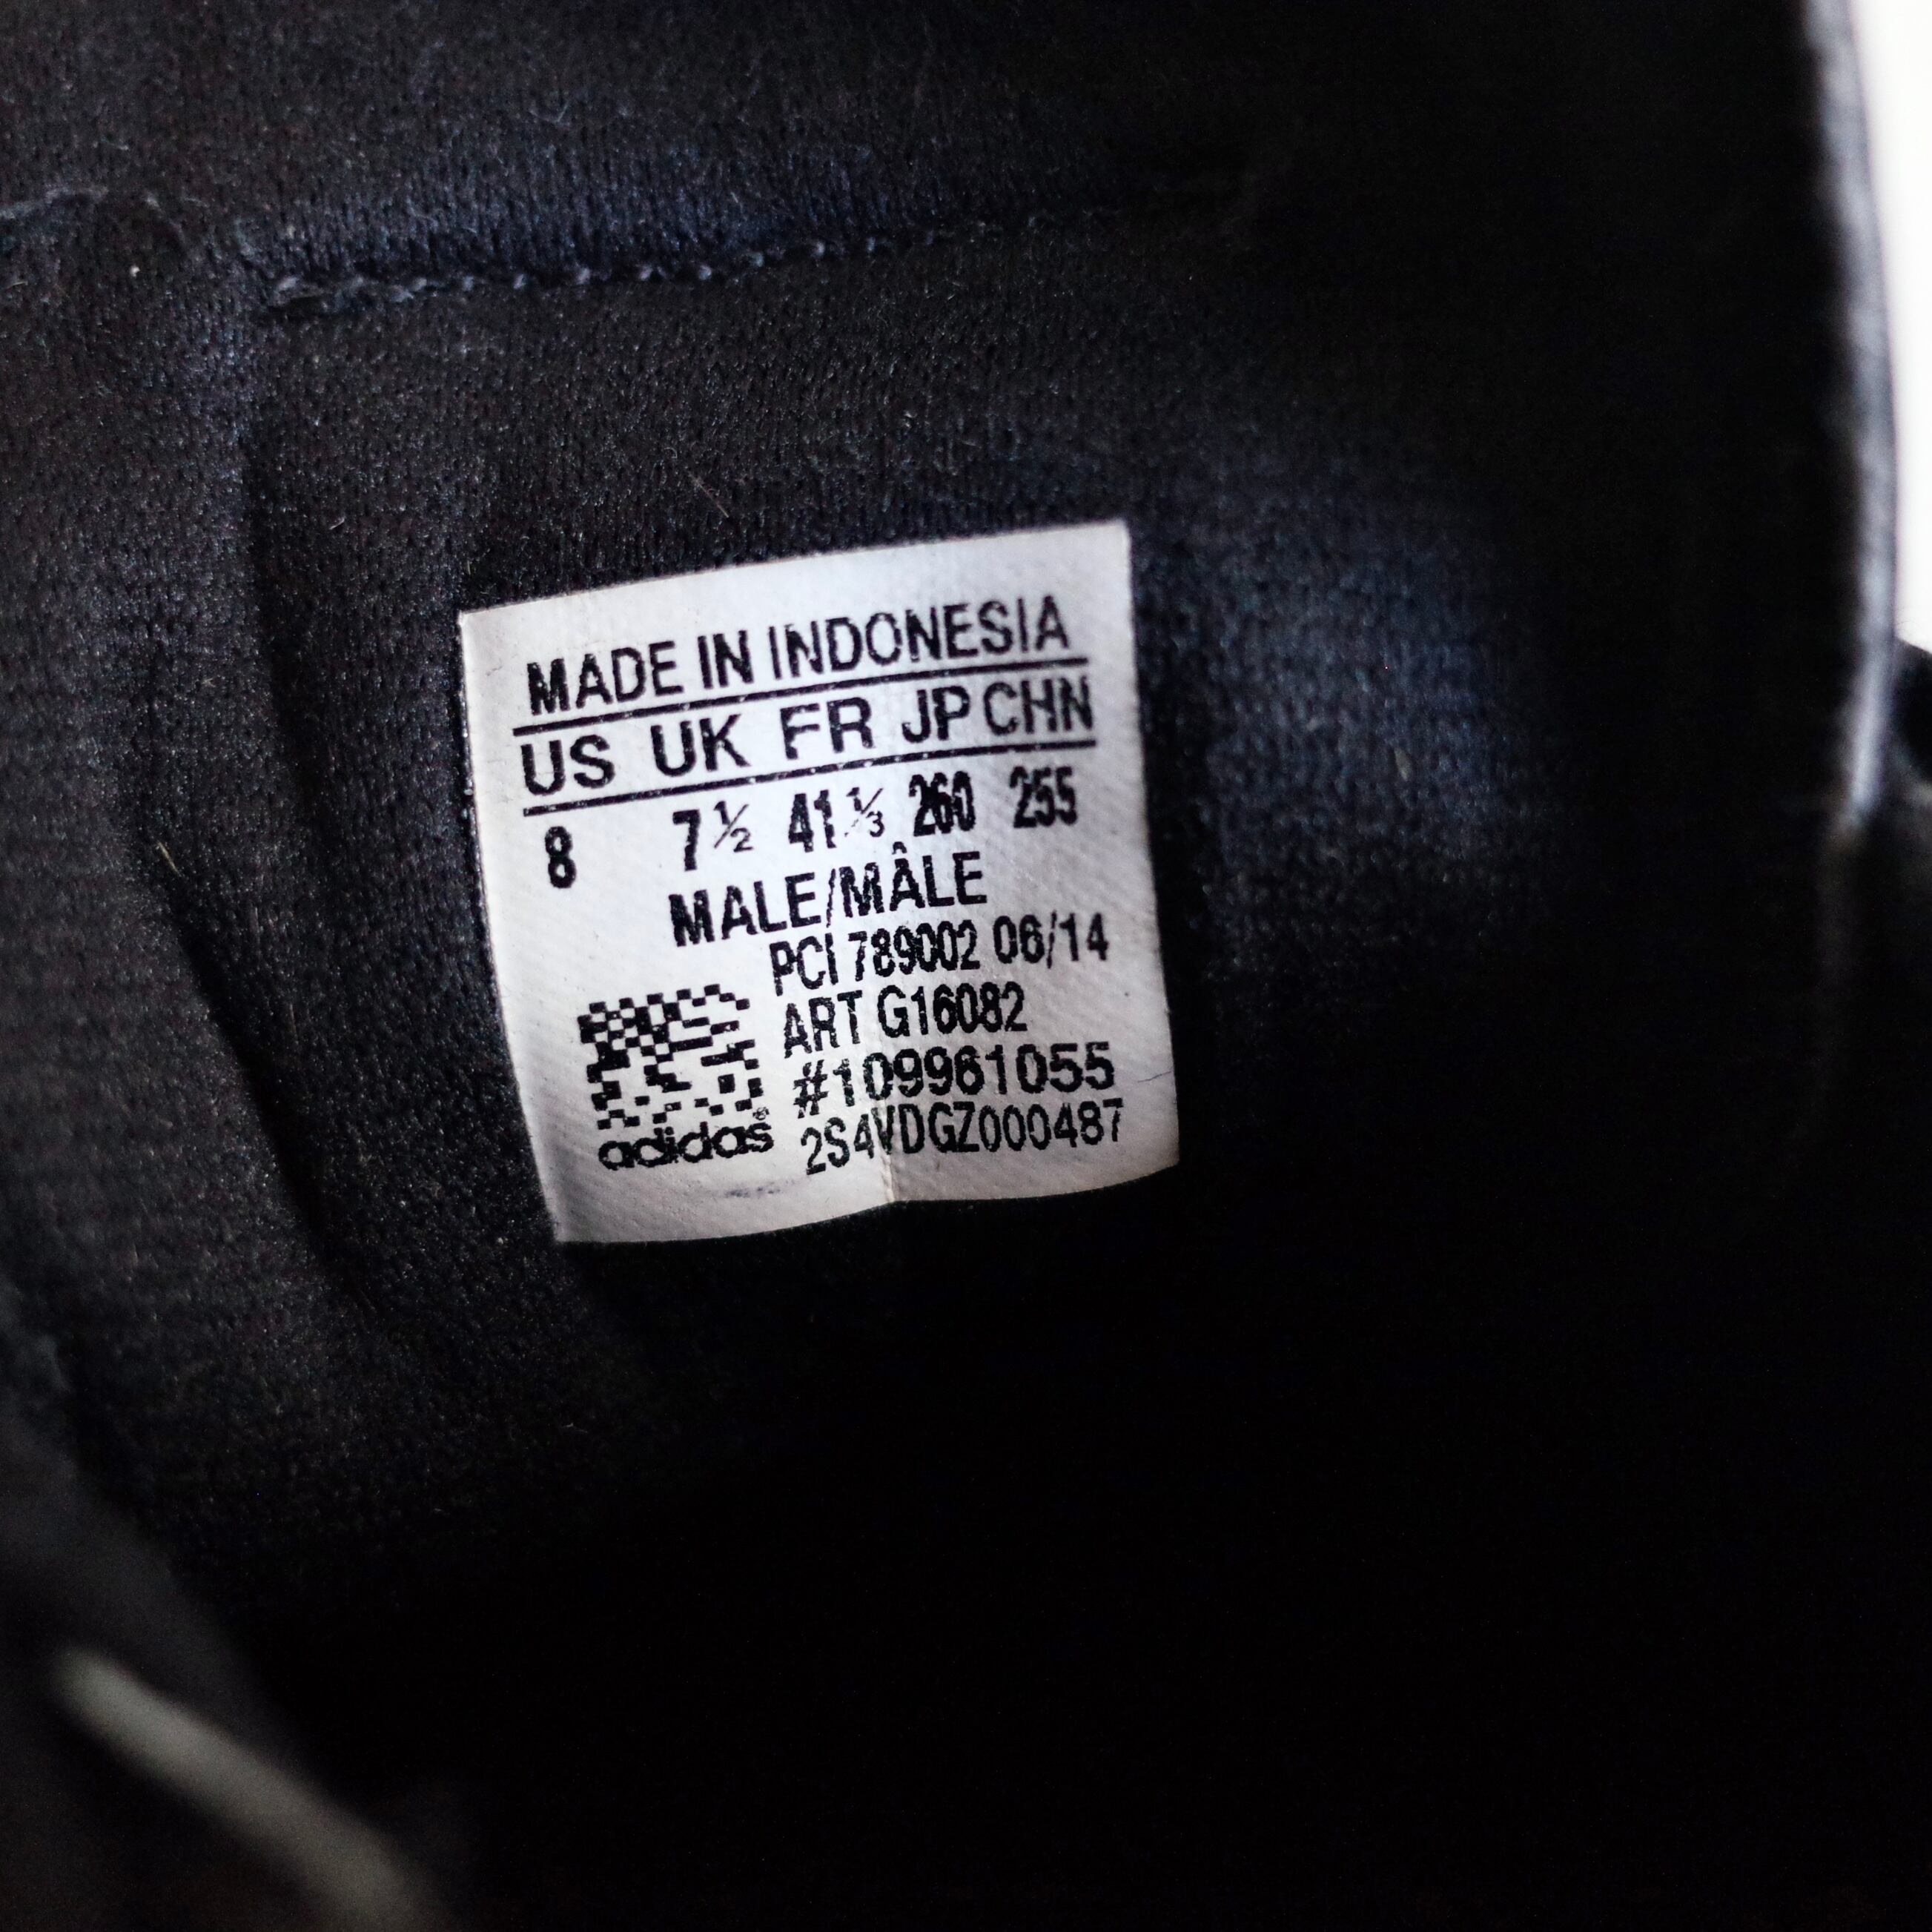 MADE IN INDONESIA
US UK FR JP CHN
8 7½ 41⅓ 260 255
MALE/MÂLE
PCI 789002 06/14
ART G16082
#109961055
adidas® 2S4VDGZ000487